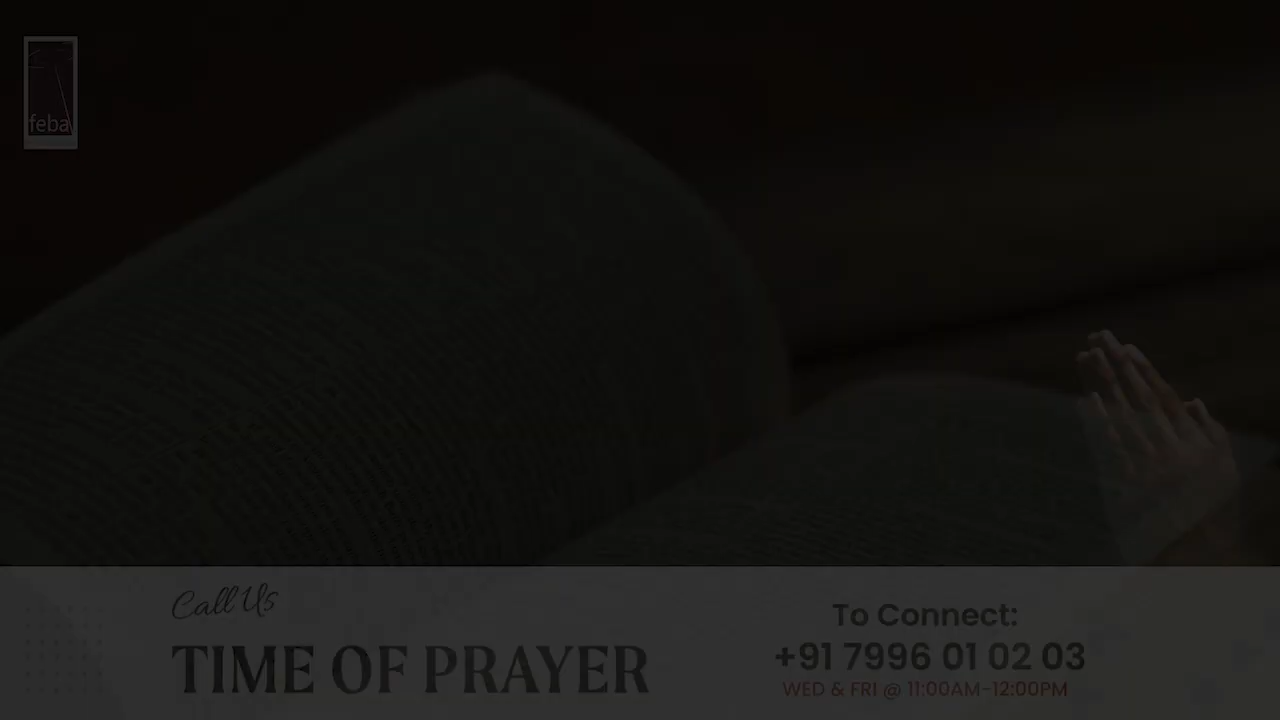 feba
Call Us
TIME OF PRAYER
To Connect:
+91 7996 01 02 03
WED & FRI @ 11:00AM-12:00PM